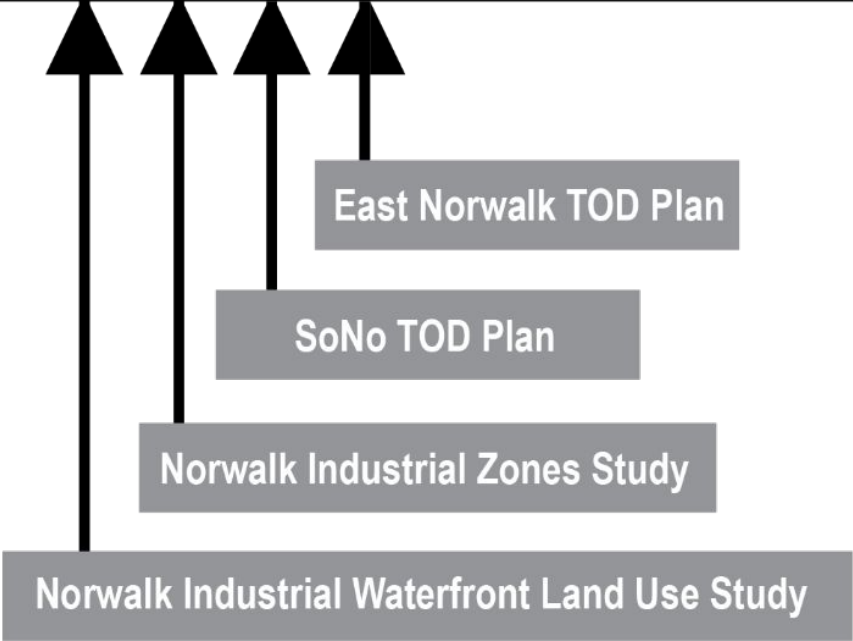 East Norwalk TOD Plan
SoNo TOD Plan
Norwalk Industrial Zones Study
Norwalk Industrial Waterfront Land Use Study